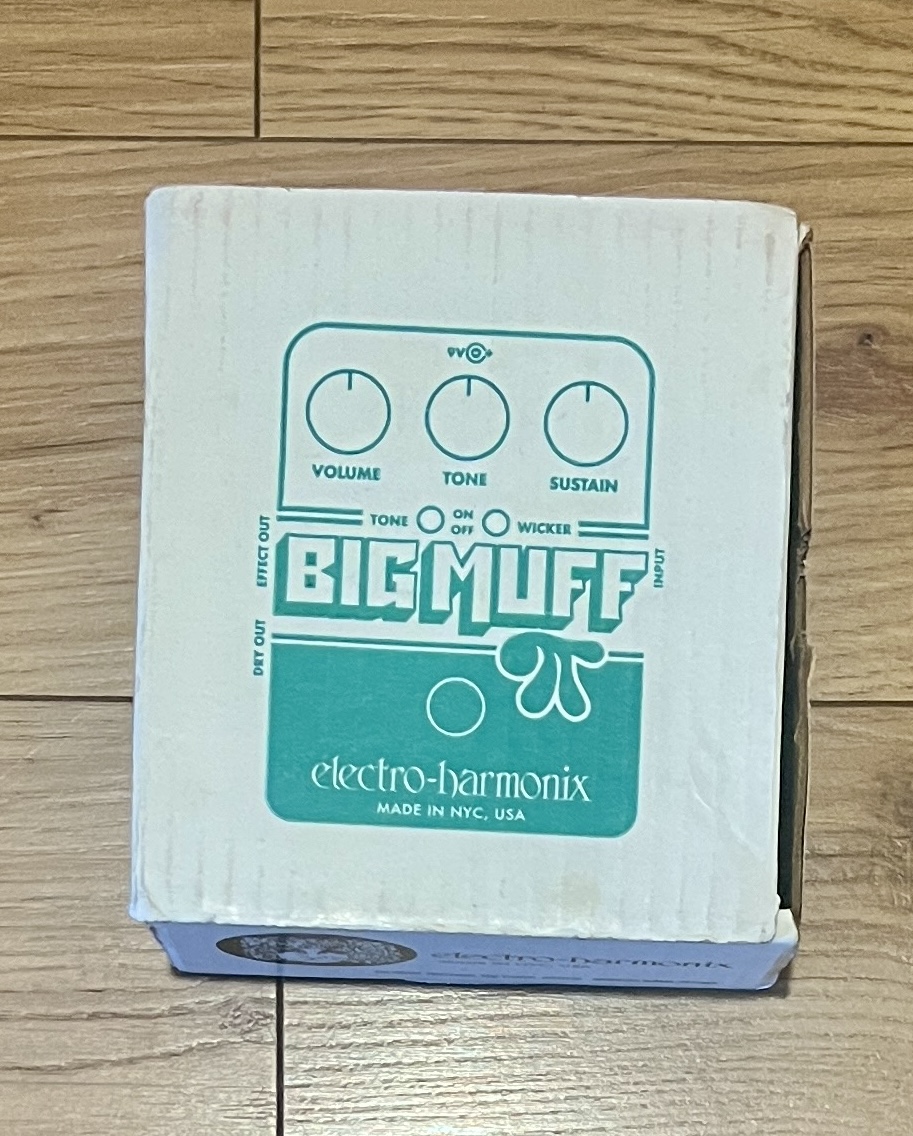 9V
VOLUME TONE SUSTAIN
TONE ON OFF WICKER
EFFECT OUT
INPUT
BIG MUFF
π
DRY OUT
electro-harmonix
MADE IN NYC, USA
electro-harmonix